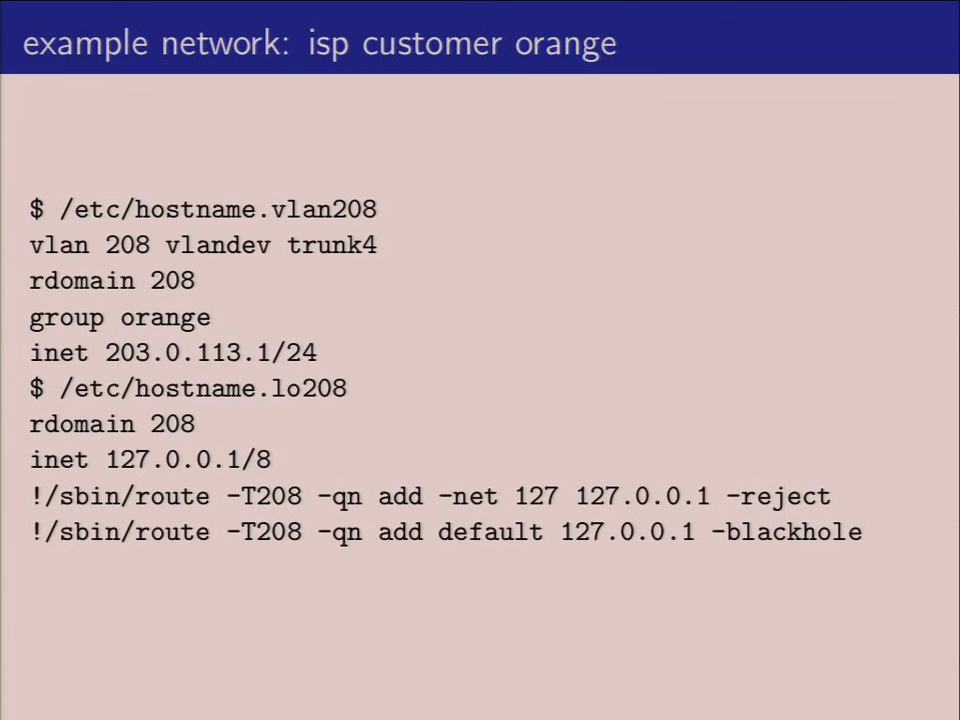 example network: isp customer orange
$ /etc/hostname.vlan208
vlan 208 vlandev trunk4
rdomain 208
group orange
inet 203.0.113.1/24
$ /etc/hostname.lo208
rdomain 208
inet 127.0.0.1/8
!/sbin/route -T208 -qn add -net 127 127.0.0.1 -reject
!/sbin/route -T208 -qn add default 127.0.0.1 -blackhole